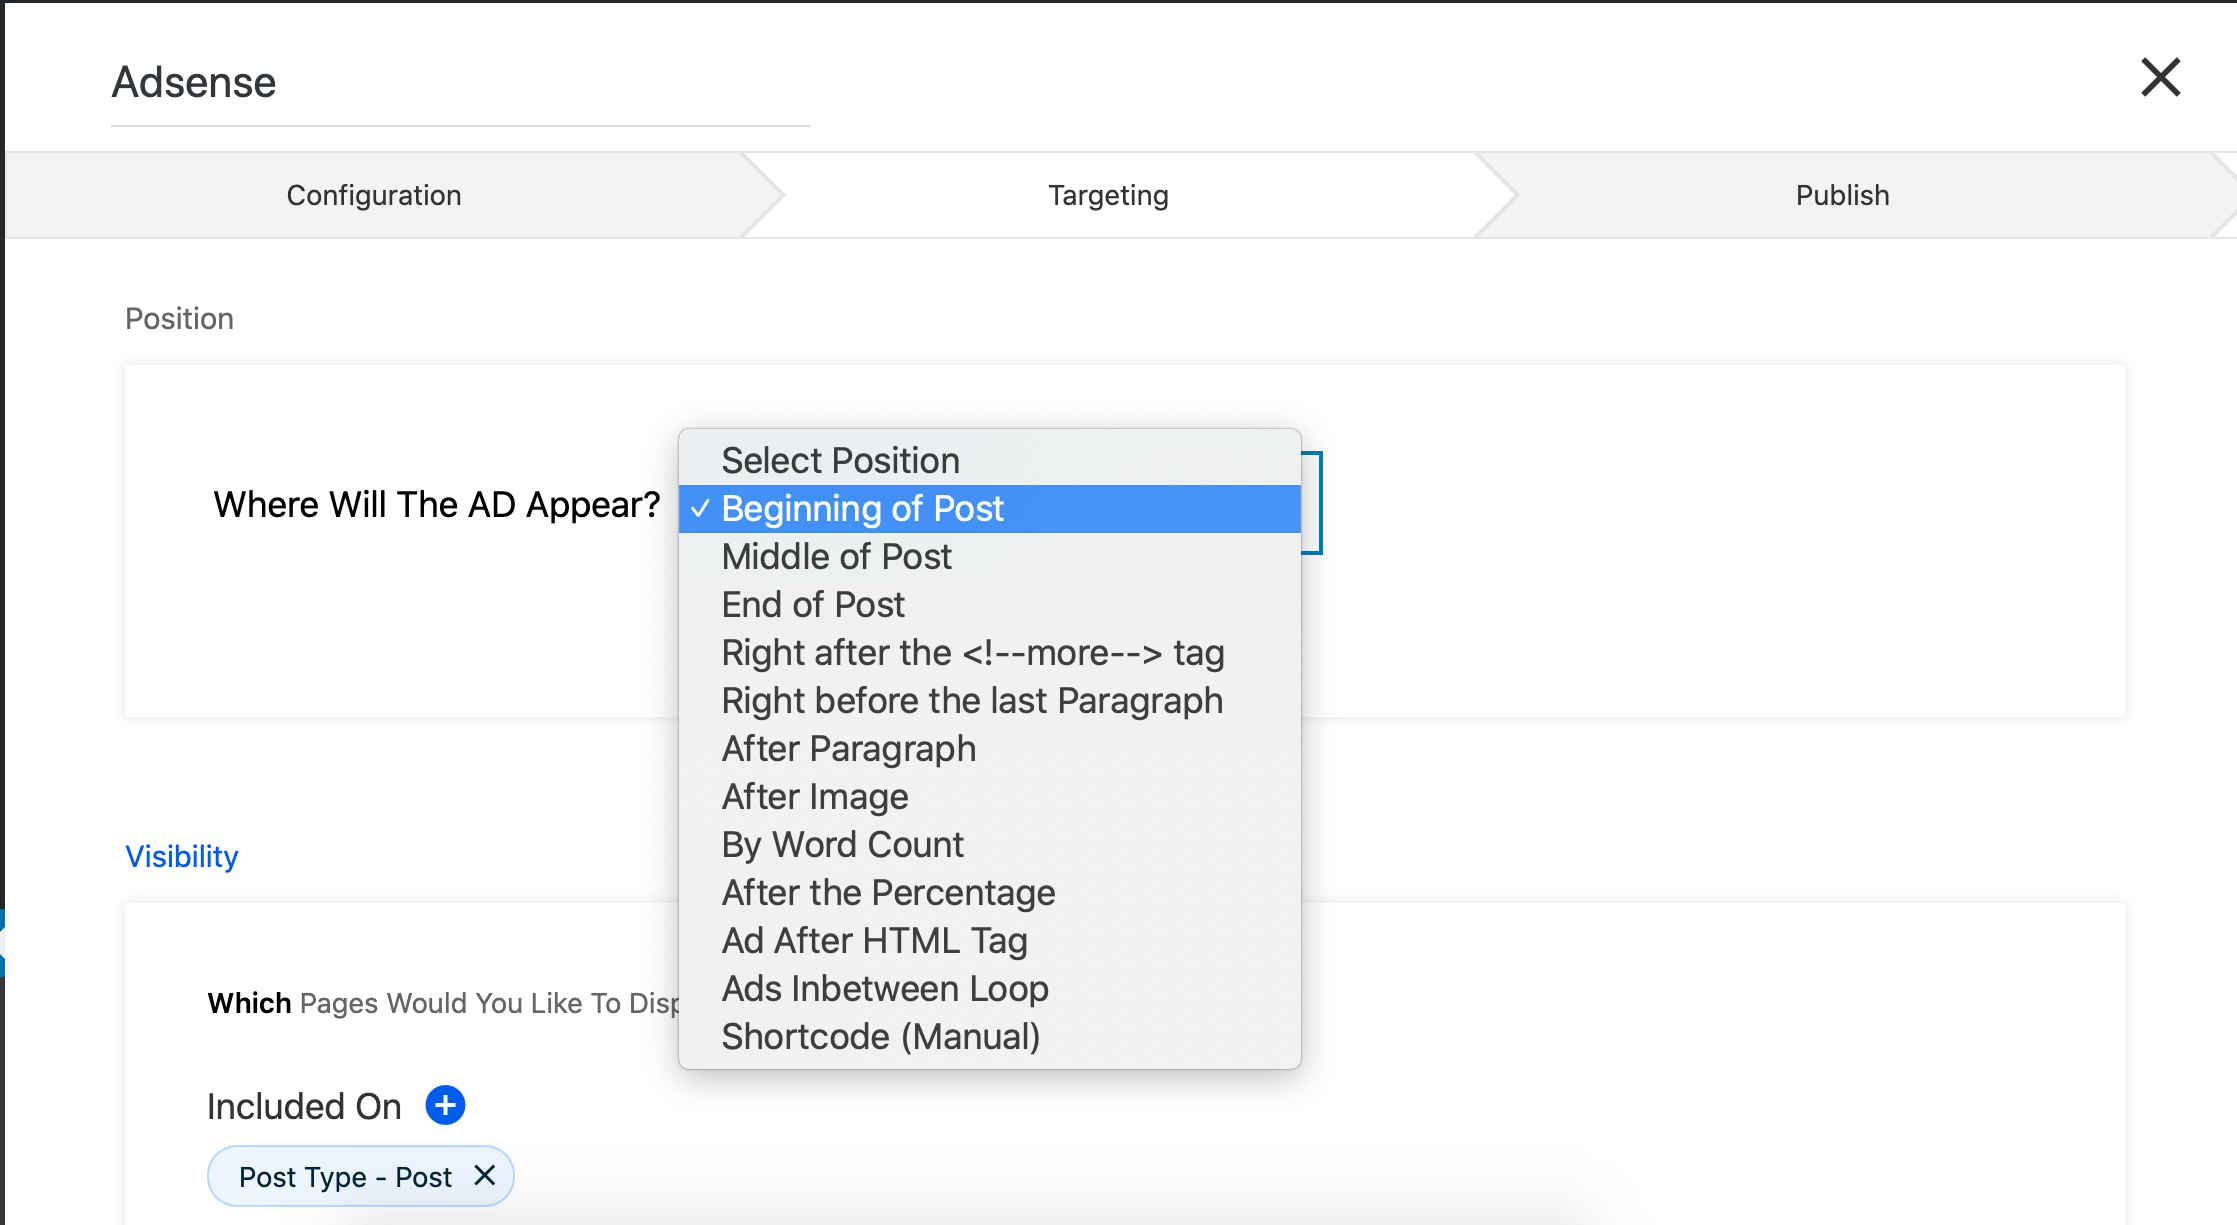 Adsense
Configuration
Targeting
Publish
Position
Where Will The AD Appear?
Select Position
✓ Beginning of Post
Middle of Post
End of Post
Right after the <!--more--> tag
Right before the last Paragraph
After Paragraph
After Image
By Word Count
After the Percentage
Ad After HTML Tag
Ads Inbetween Loop
Shortcode (Manual)
Visibility
Which Pages Would You Like To
Included On
Post Type - Post